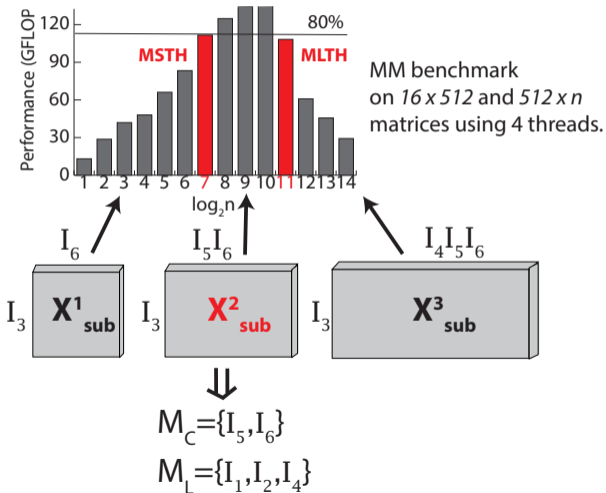 Performance (GFLOP
120
90
60
30
0
80%
MSTH
MLTH
1 2 3 4 5 6 7 8 9 10 11 12 13 14
log₂n
MM benchmark
on 16 x 512 and 512 x n
matrices using 4 threads.
I₆
I₅I₆
I₄I₅I₆
I₃
X¹sub
I₃
X²sub
I₃
X³sub
M_C={I₅,I₆}
M_L={I₁,I₂,I₄}